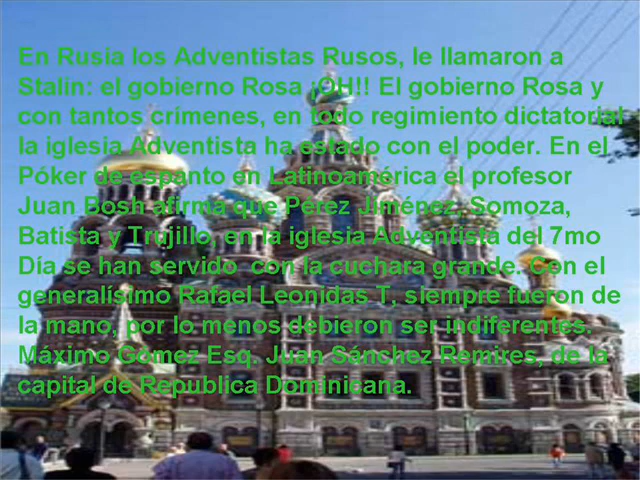 En Rusia los Adventistas Rusos, le llamaron a
Stalin: el gobierno Rosa ¡OH!! El gobierno Rosa y
con tantos crímenes, en todo regimiento dictatorial
la iglesia Adventista ha estado con el poder. En el
Póker de espanto en Latinoamérica el profesor
Juan Bosh afirma que Pérez Jiménez, Somoza,
Batista y Trujillo, en la iglesia Adventista del 7mo
Día se han servido con la cuchara grande. Con el
generalísimo Rafael Leonidas T, siempre fueron de
la mano, por lo menos debieron ser indiferentes.
Máximo Gómez Esq. Juan Sánchez Remires, de la
capital de Republica Dominicana.